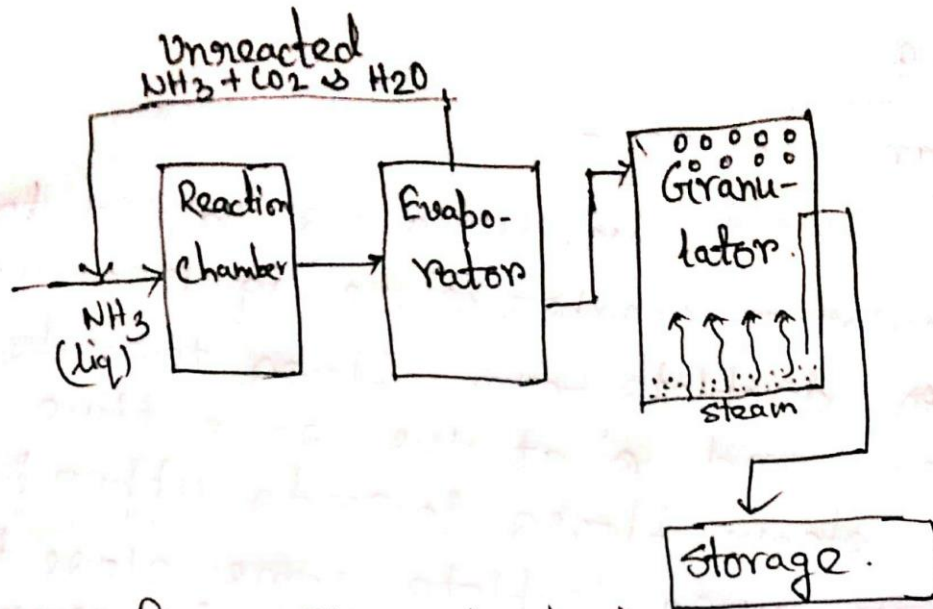 Unreacted
NH3 + CO2 & H2O
Reaction
Chamber
Evapo-
rator
Granu-
lator.
NH3
(liq)
steam
Storage.